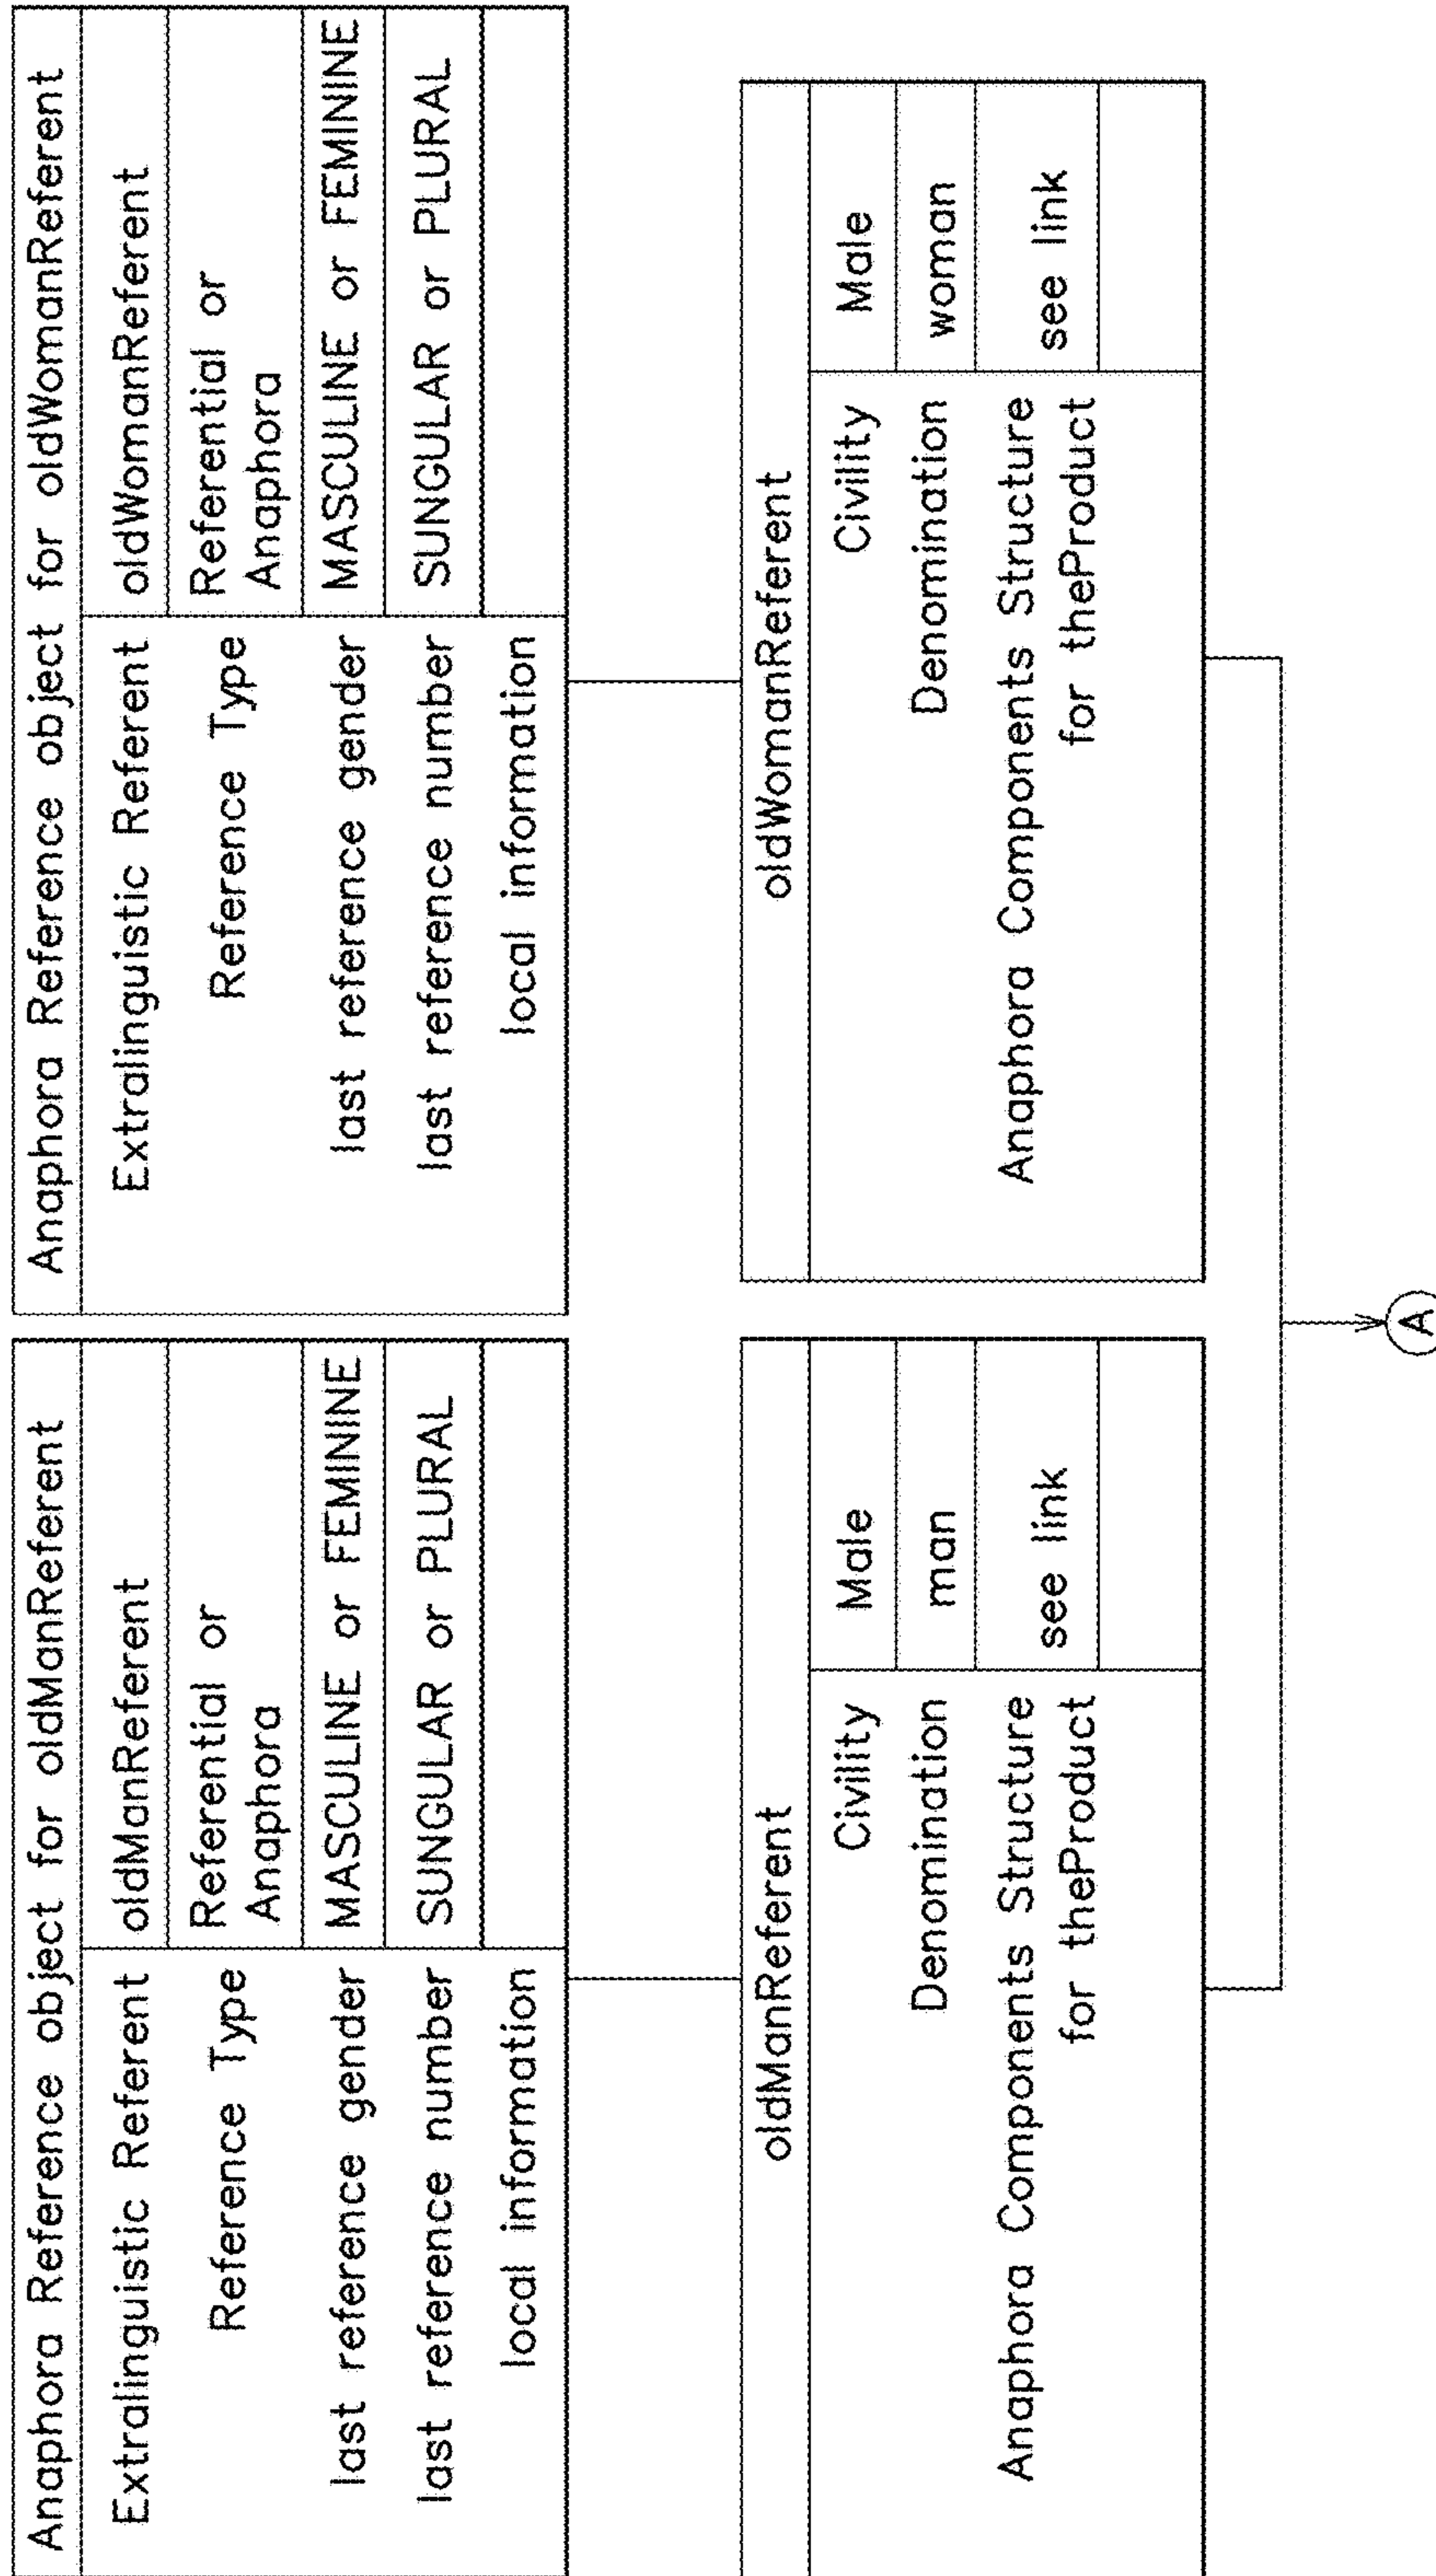 Anaphora Reference object for oldManReferent
Extralinguistic Referent oldManReferent
Reference Type Referential or
Anaphora
last reference gender MASCULINE or FEMININE
last reference number SUNGULAR or PLURAL
local information
Anaphora Reference object for oldWomanReferent
Extralinguistic Referent oldWomanReferent
Reference Type Referential or
Anaphora
last reference gender MASCULINE or FEMININE
last reference number SUNGULAR or PLURAL
local information
oldManReferent
Civility Male
Denomination man
Anaphora Components Structure see link
for theProduct
oldWomanReferent
Civility Male
Denomination woman
Anaphora Components Structure see link
for theProduct
A